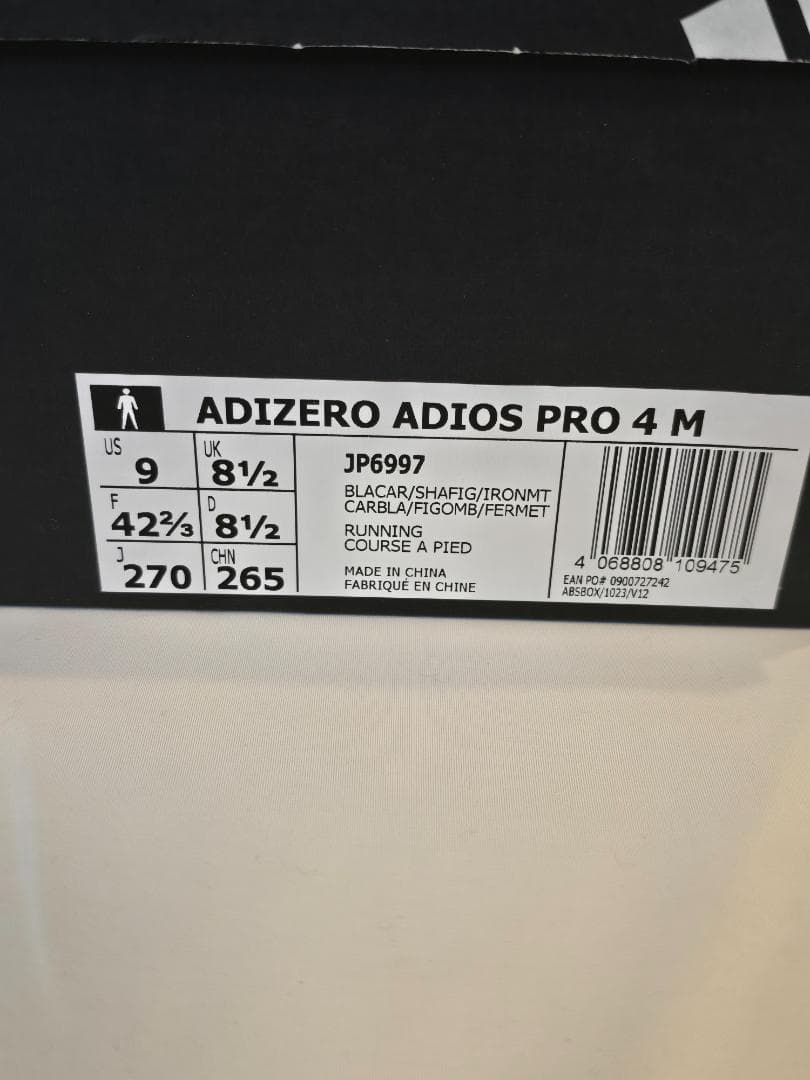 ADIZERO ADIOS PRO 4 M
US 9
UK 8½
F 42⅔
D 8½
J 270
CHN 265
JP6997
BLACAR/SHAFIG/IRONMT
CARBLA/FIGOMB/FERMET
RUNNING
COURSE A PIED
MADE IN CHINA
FABRIQUÉ EN CHINE
4 068808 109475
EAN PO# 0900727242
ABSBOX/1023/V12